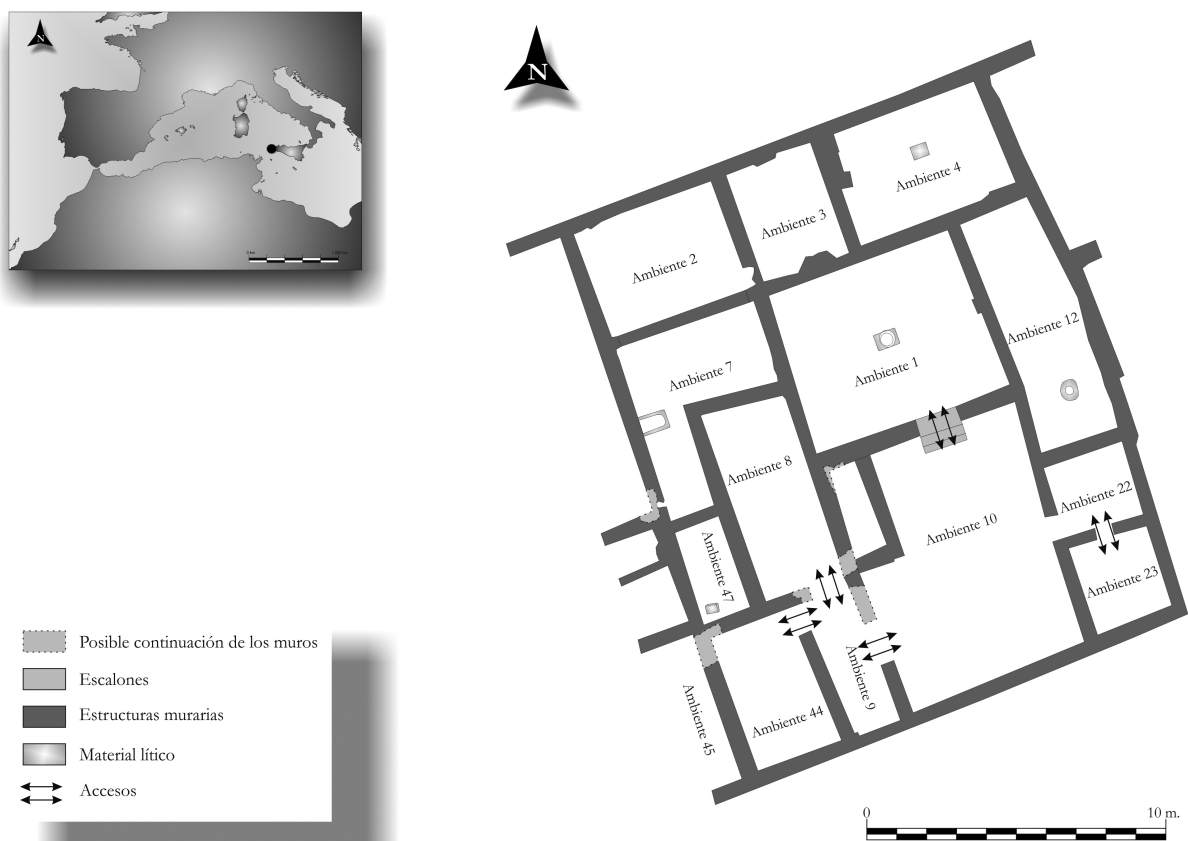 N
0 km
N
Ambiente 4
Ambiente 3
Ambiente 2
Ambiente 12
Ambiente 7
Ambiente 1
Ambiente 8
Ambiente 22
Ambiente 10
Ambiente 47
Ambiente 23
Ambiente 9
Ambiente 44
Ambiente 45
Posible continuación de los muros
Escalones
Estructuras murarias
Material lítico
Accesos
0 10 m.